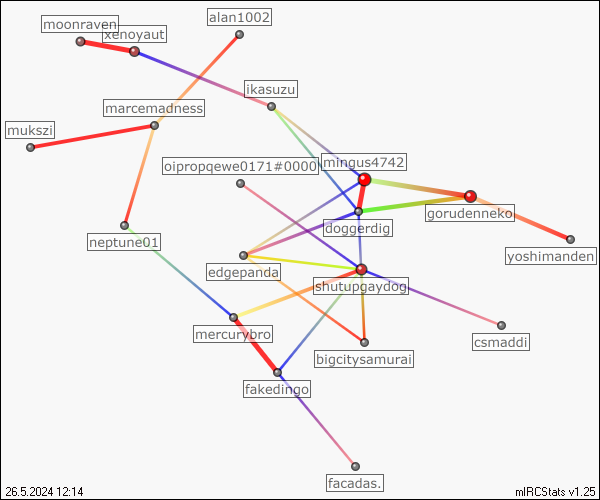 alan1002
moonraven
xenoyaut
ikasuzu
marcemadness
mukszi
mingus4742
oipropqewe0171#0000
gorudenneko
doggerdig
neptune01
yoshimanden
edgepanda
shutupgaydog
mercurybro
csmaddi
bigcitysamurai
fakedingo
facadas.
26.5.2024 12:14
mIRCStats v1.25